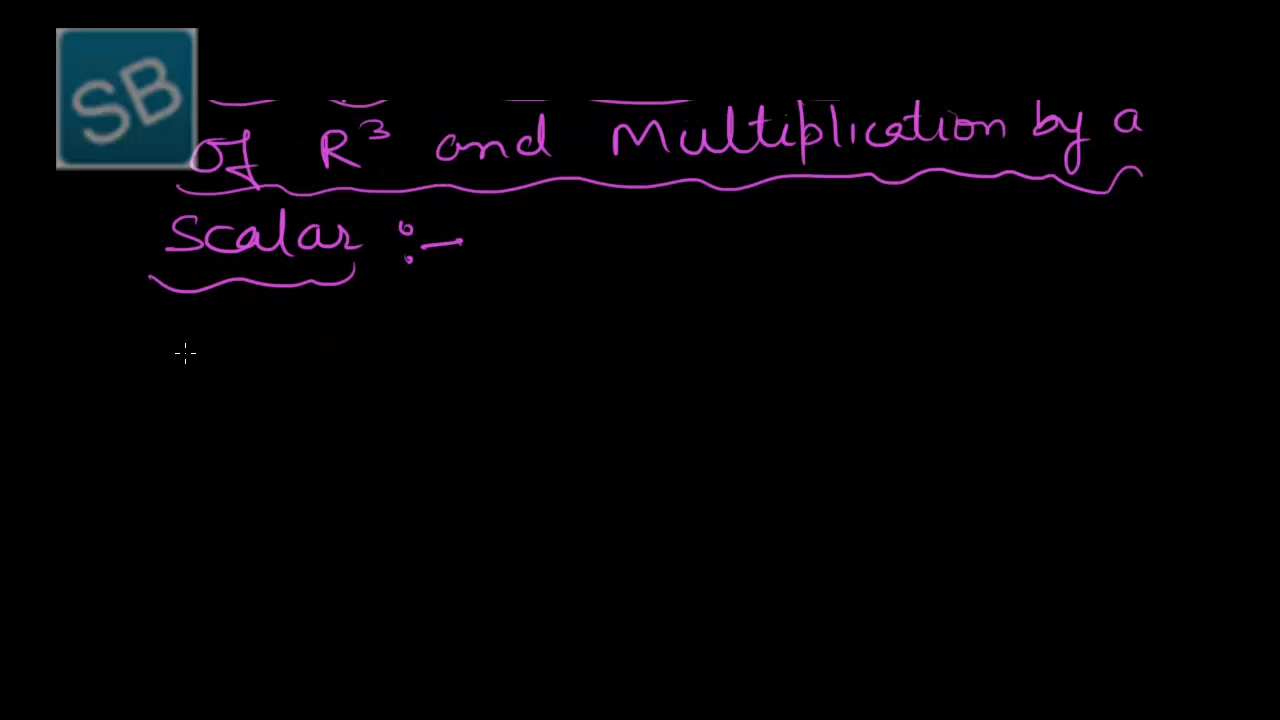 SB
of R³ and Multiplication by a
Scalar :-